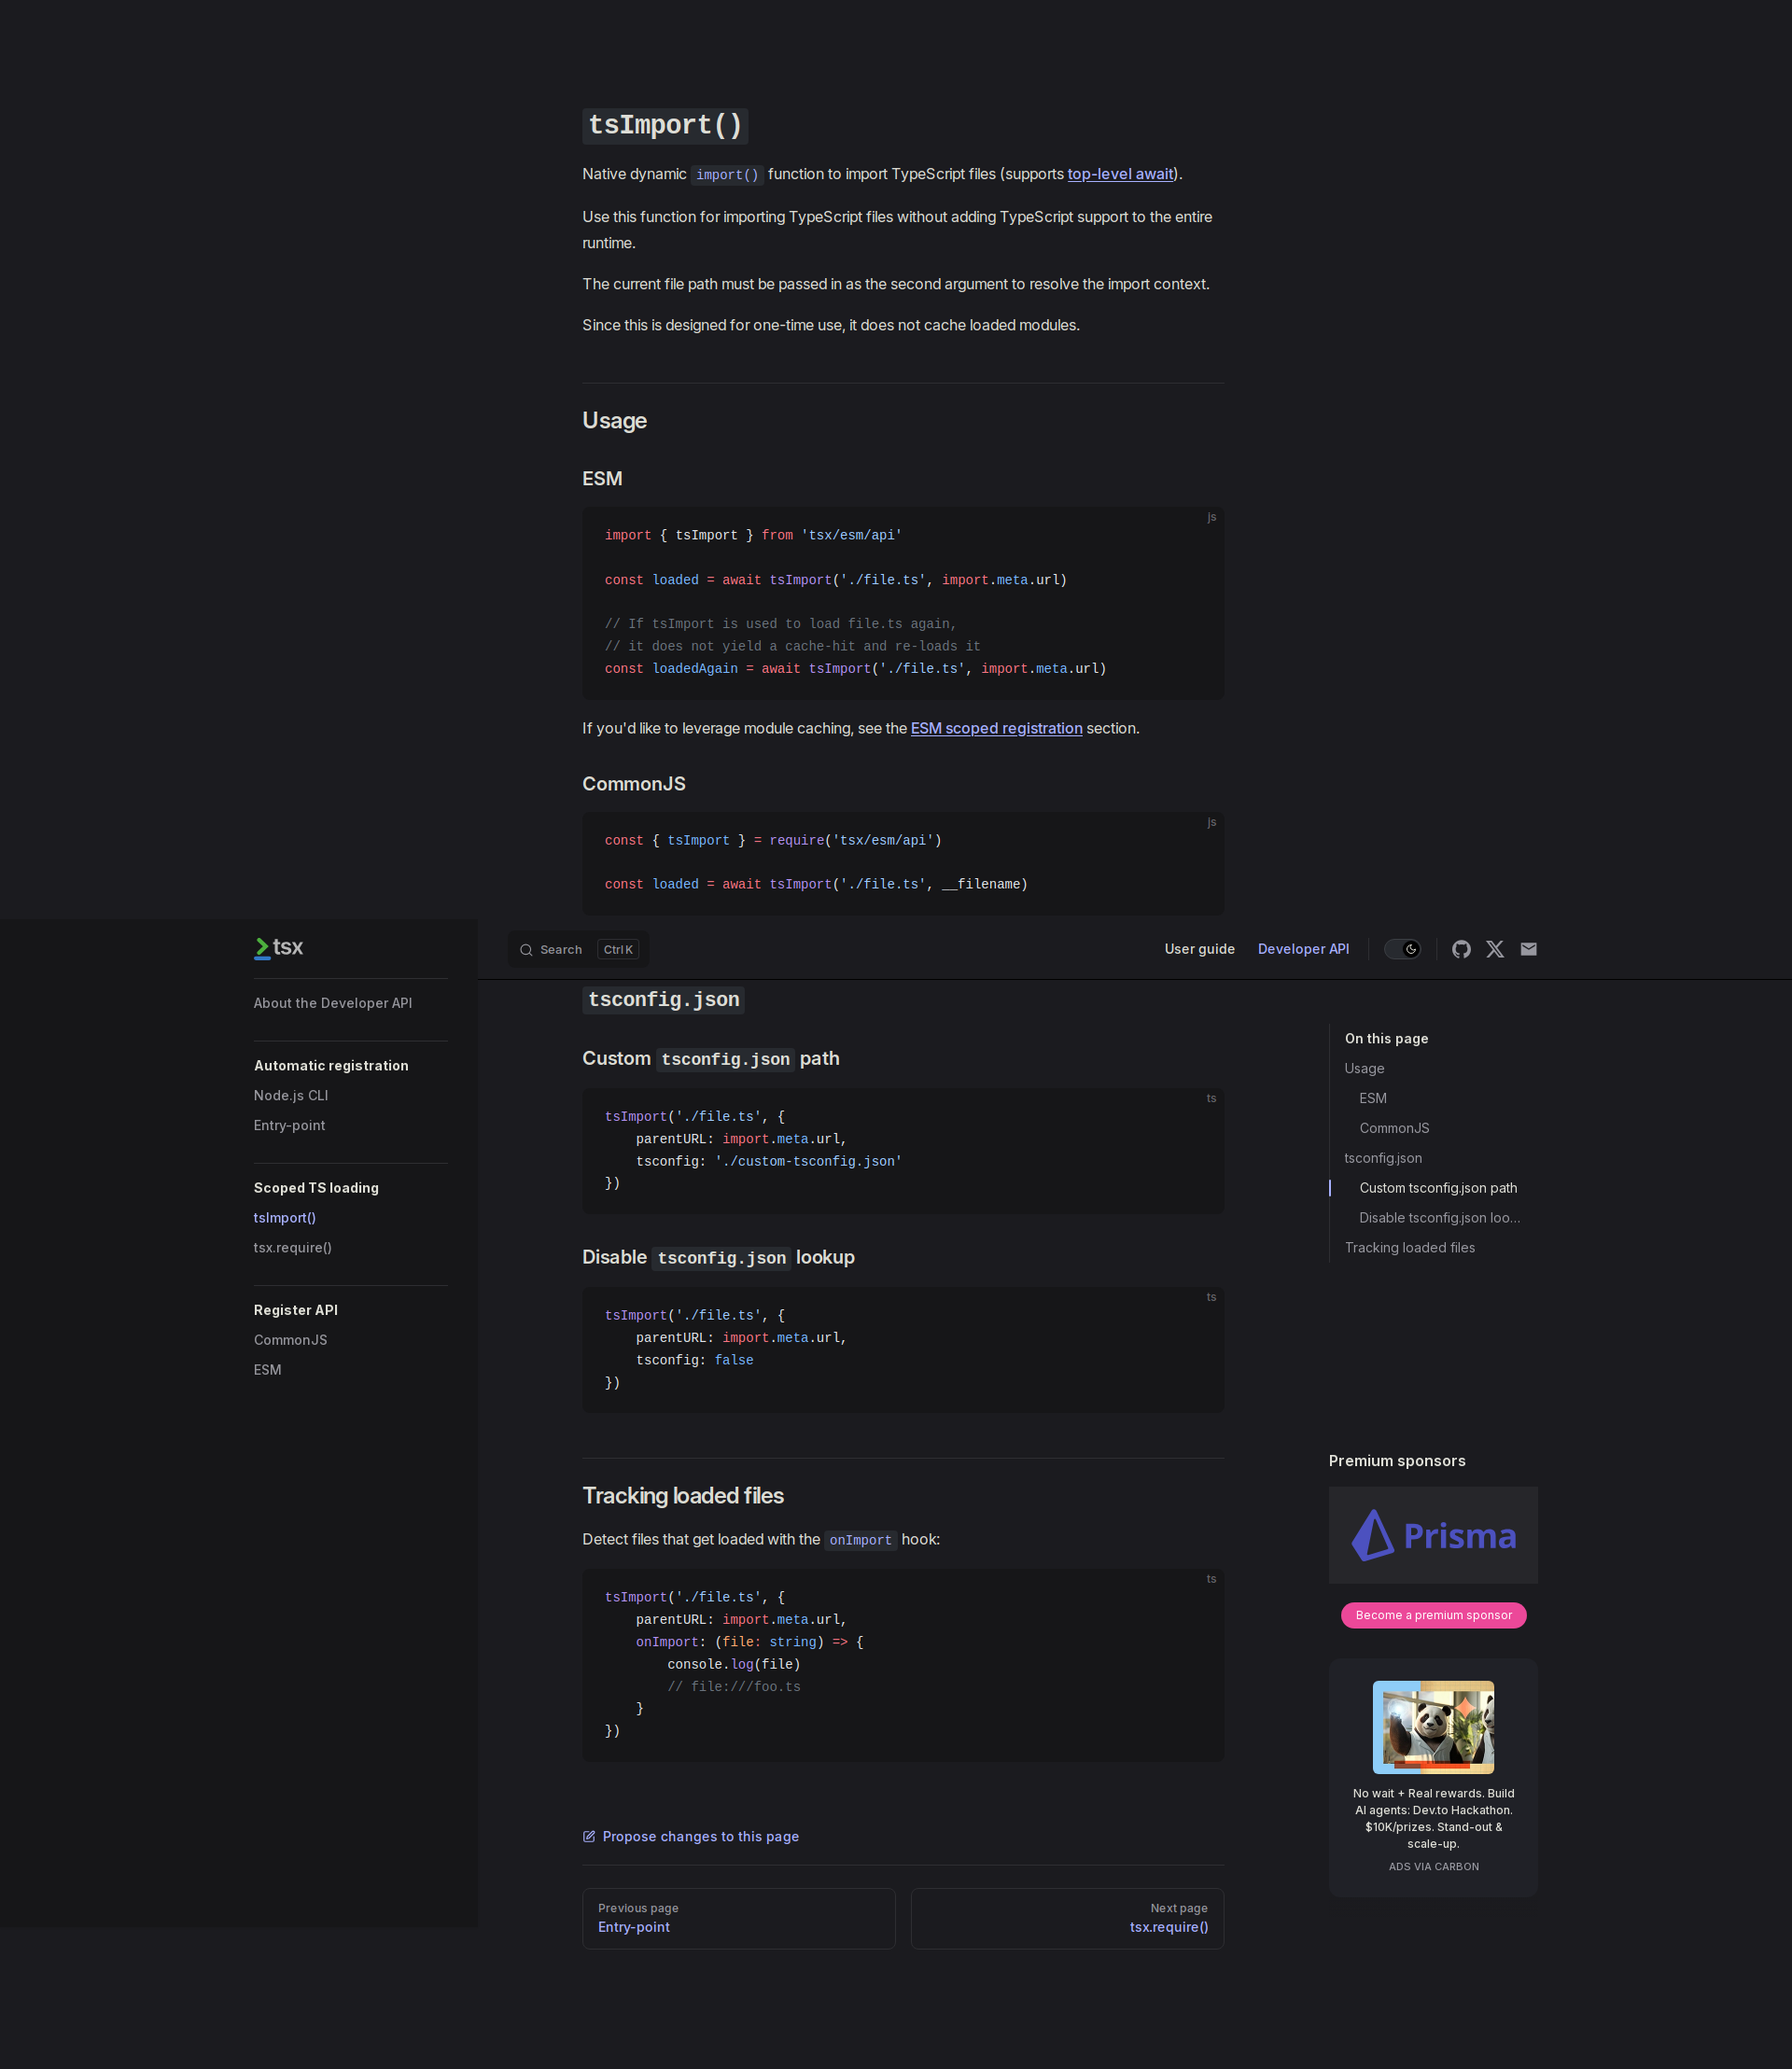 tsImport()
Native dynamic import() function to import TypeScript files (supports top-level await).
Use this function for importing TypeScript files without adding TypeScript support to the entire
runtime.
The current file path must be passed in as the second argument to resolve the import context.
Since this is designed for one-time use, it does not cache loaded modules.
Usage
ESM
js
import { tsImport } from 'tsx/esm/api'
const loaded = await tsImport('./file.ts', import.meta.url)
// If tsImport is used to load file.ts again,
// it does not yield a cache-hit and re-loads it
const loadedAgain = await tsImport('./file.ts', import.meta.url)
If you'd like to leverage module caching, see the ESM scoped registration section.
CommonJS
js
const { tsImport } = require('tsx/esm/api')
const loaded = await tsImport('./file.ts', __filename)
tsx
Search Ctrl K
User guide
Developer API
About the Developer API
Automatic registration
Node.js CLI
Entry-point
Scoped TS loading
tsImport()
tsx.require()
Register API
CommonJS
ESM
tsconfig.json
Custom tsconfig.json path
ts
tsImport('./file.ts', {
    parentURL: import.meta.url,
    tsconfig: './custom-tsconfig.json'
})
Disable tsconfig.json lookup
ts
tsImport('./file.ts', {
    parentURL: import.meta.url,
    tsconfig: false
})
Tracking loaded files
Detect files that get loaded with the onImport hook:
ts
tsImport('./file.ts', {
    parentURL: import.meta.url,
    onImport: (file: string) => {
        console.log(file)
        // file:///foo.ts
    }
})
Propose changes to this page
Previous page
Entry-point
Next page
tsx.require()
On this page
Usage
ESM
CommonJS
tsconfig.json
Custom tsconfig.json path
Disable tsconfig.json loo...
Tracking loaded files
Premium sponsors
Prisma
Become a premium sponsor
No wait + Real rewards. Build
AI agents: Dev.to Hackathon.
$10K/prizes. Stand-out &
scale-up.
ADS VIA CARBON